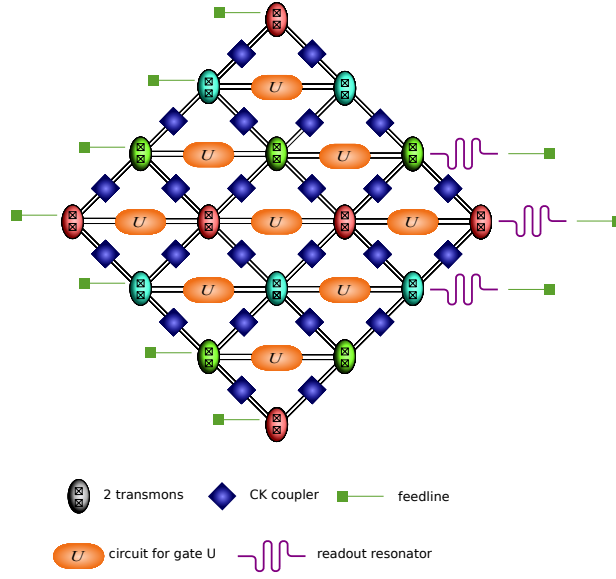 U
U U
U U U
U U
U
2 transmons CK coupler feedline
U circuit for gate U readout resonator